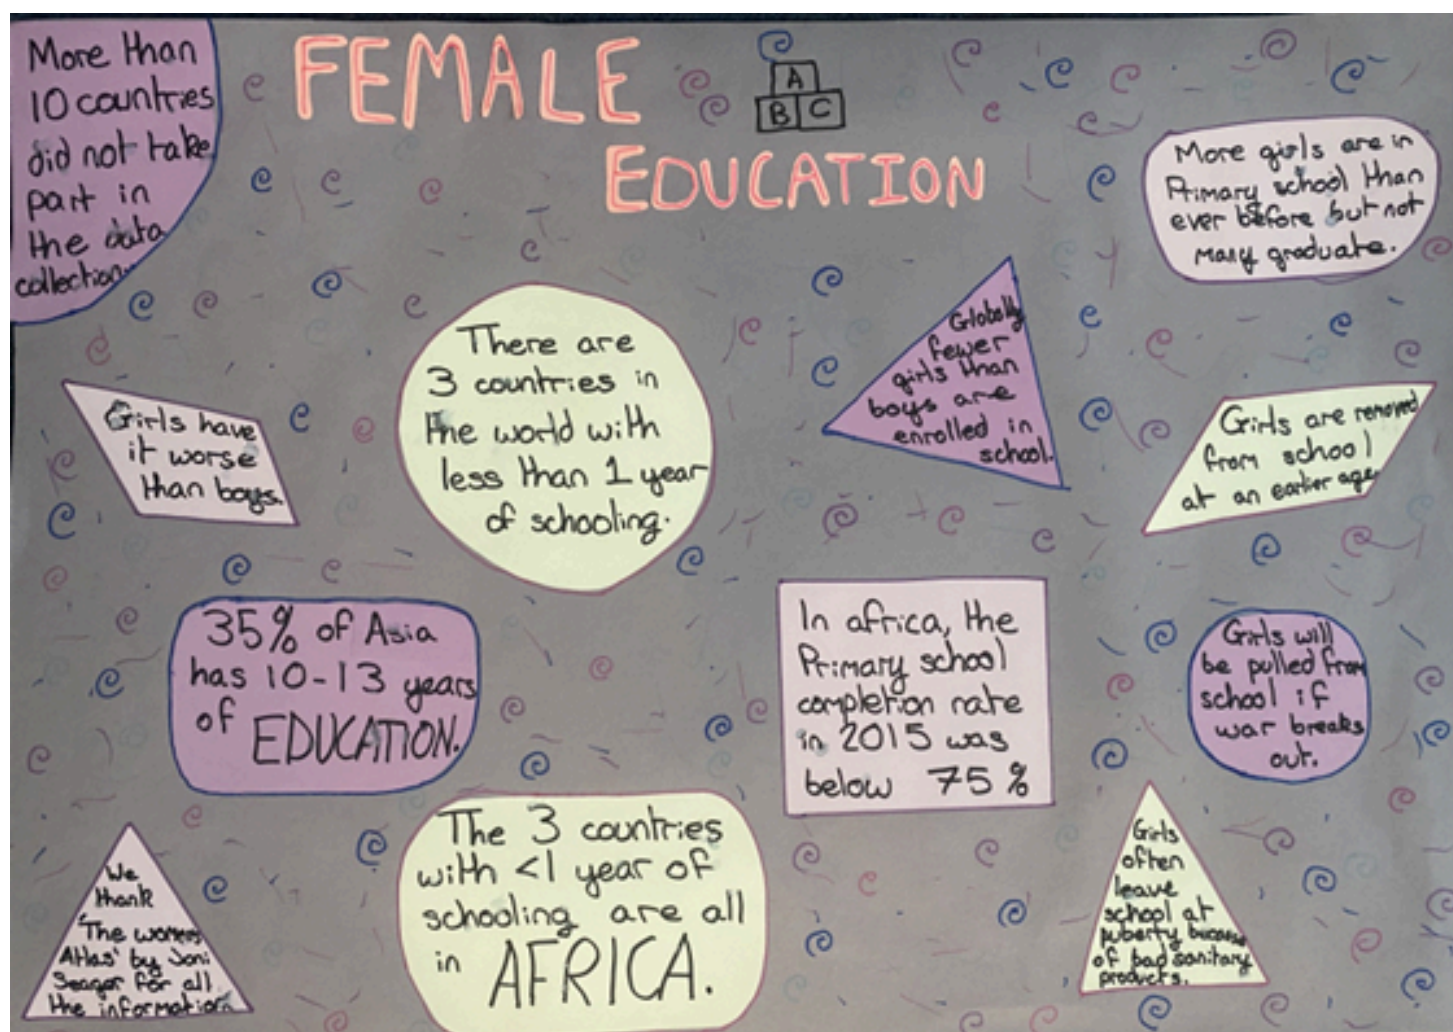 More than
10 countries
did not take
part in
the data
collection.
FEMALE
EDUCATION
A
B C
More girls are in
Primary school than
ever before but not
many graduate.
There are
3 countries in
the world with
less than 1 year
of schooling.
Globally
fewer
girls than
boys are
enrolled in
school.
Girls have
it worse
than boys.
Girls are removed
from school
at an earlier age
35% of Asia
has 10-13 years
of EDUCATION.
In africa, the
Primary school
completion rate
in 2015 was
below 75%
Girls will
be pulled from
school if
war breaks
out.
We
thank
'The womens
Atlas' by Joni
Seager for all
the information
The 3 countries
with <1 year of
schooling are all
in AFRICA.
Girls
often
leave
school at
puberty because
of bad sanitary
products.